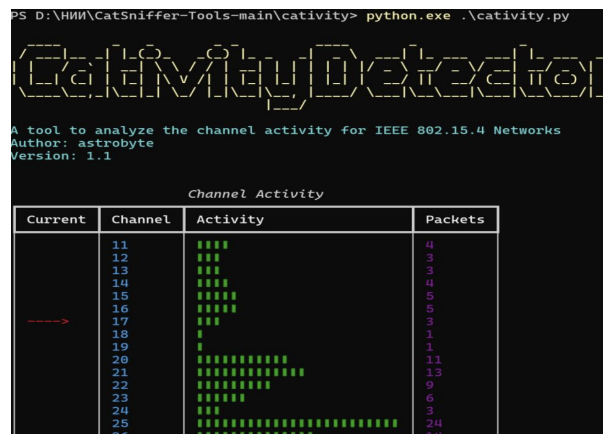 PS D:\НИИ\CatSniffer-Tools-main\cativity> python.exe .\cativity.py
CativityDetector
A tool to analyze the channel activity for IEEE 802.15.4 Networks
Author: astrobyte
Version: 1.1
Channel Activity
Current Channel Activity Packets
11 4
12 3
13 3
14 4
15 5
16 5
----> 17 3
18 1
19 1
20 11
21 13
22 9
23 6
24 3
25 24